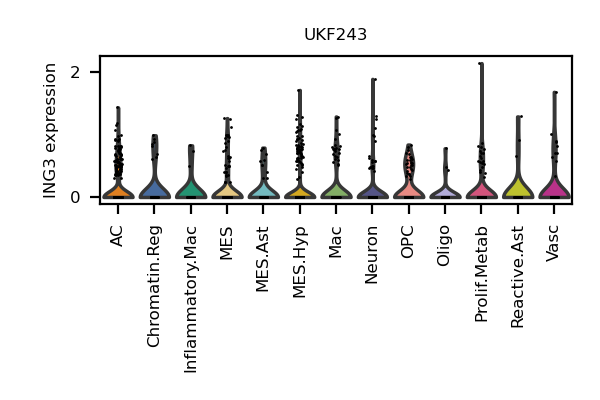 UKF243
ING3 expression
2
0
AC
Chromatin.Reg
Inflammatory.Mac
MES
MES.Ast
MES.Hyp
Mac
Neuron
OPC
Oligo
Prolif.Metab
Reactive.Ast
Vasc